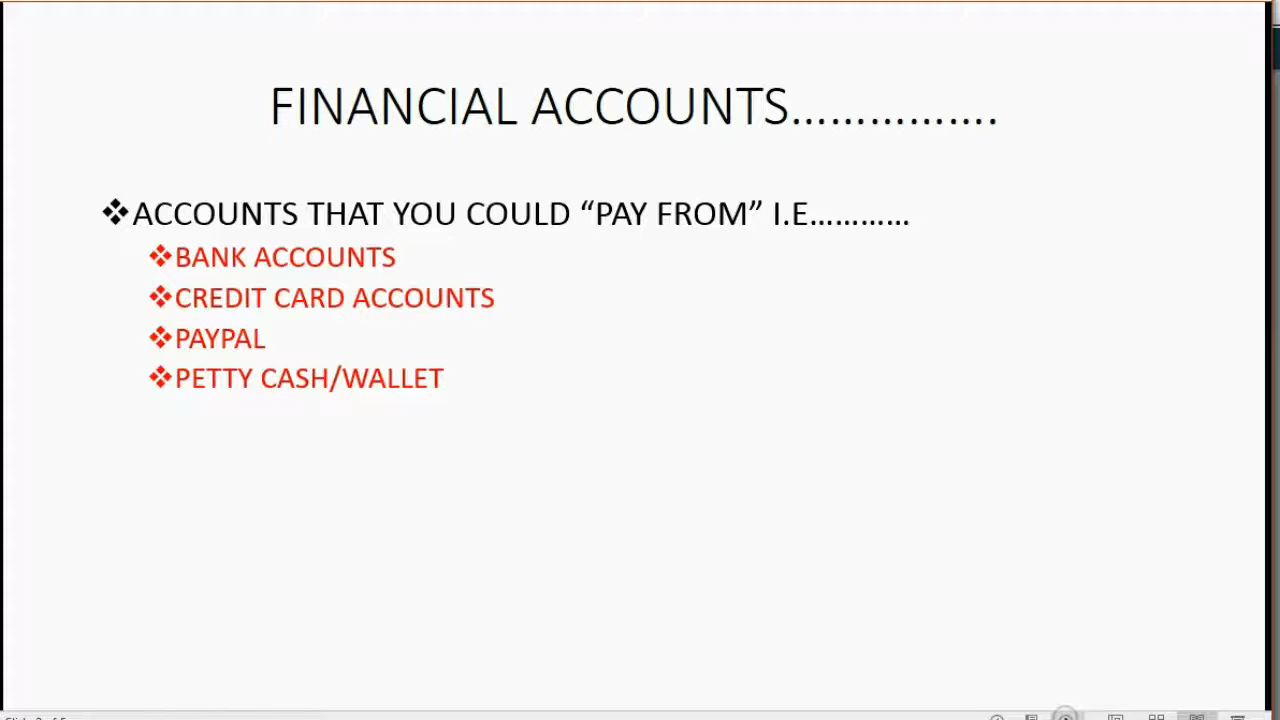 FINANCIAL ACCOUNTS…………….
❖ACCOUNTS THAT YOU COULD “PAY FROM” I.E…………
❖BANK ACCOUNTS
❖CREDIT CARD ACCOUNTS
❖PAYPAL
❖PETTY CASH/WALLET